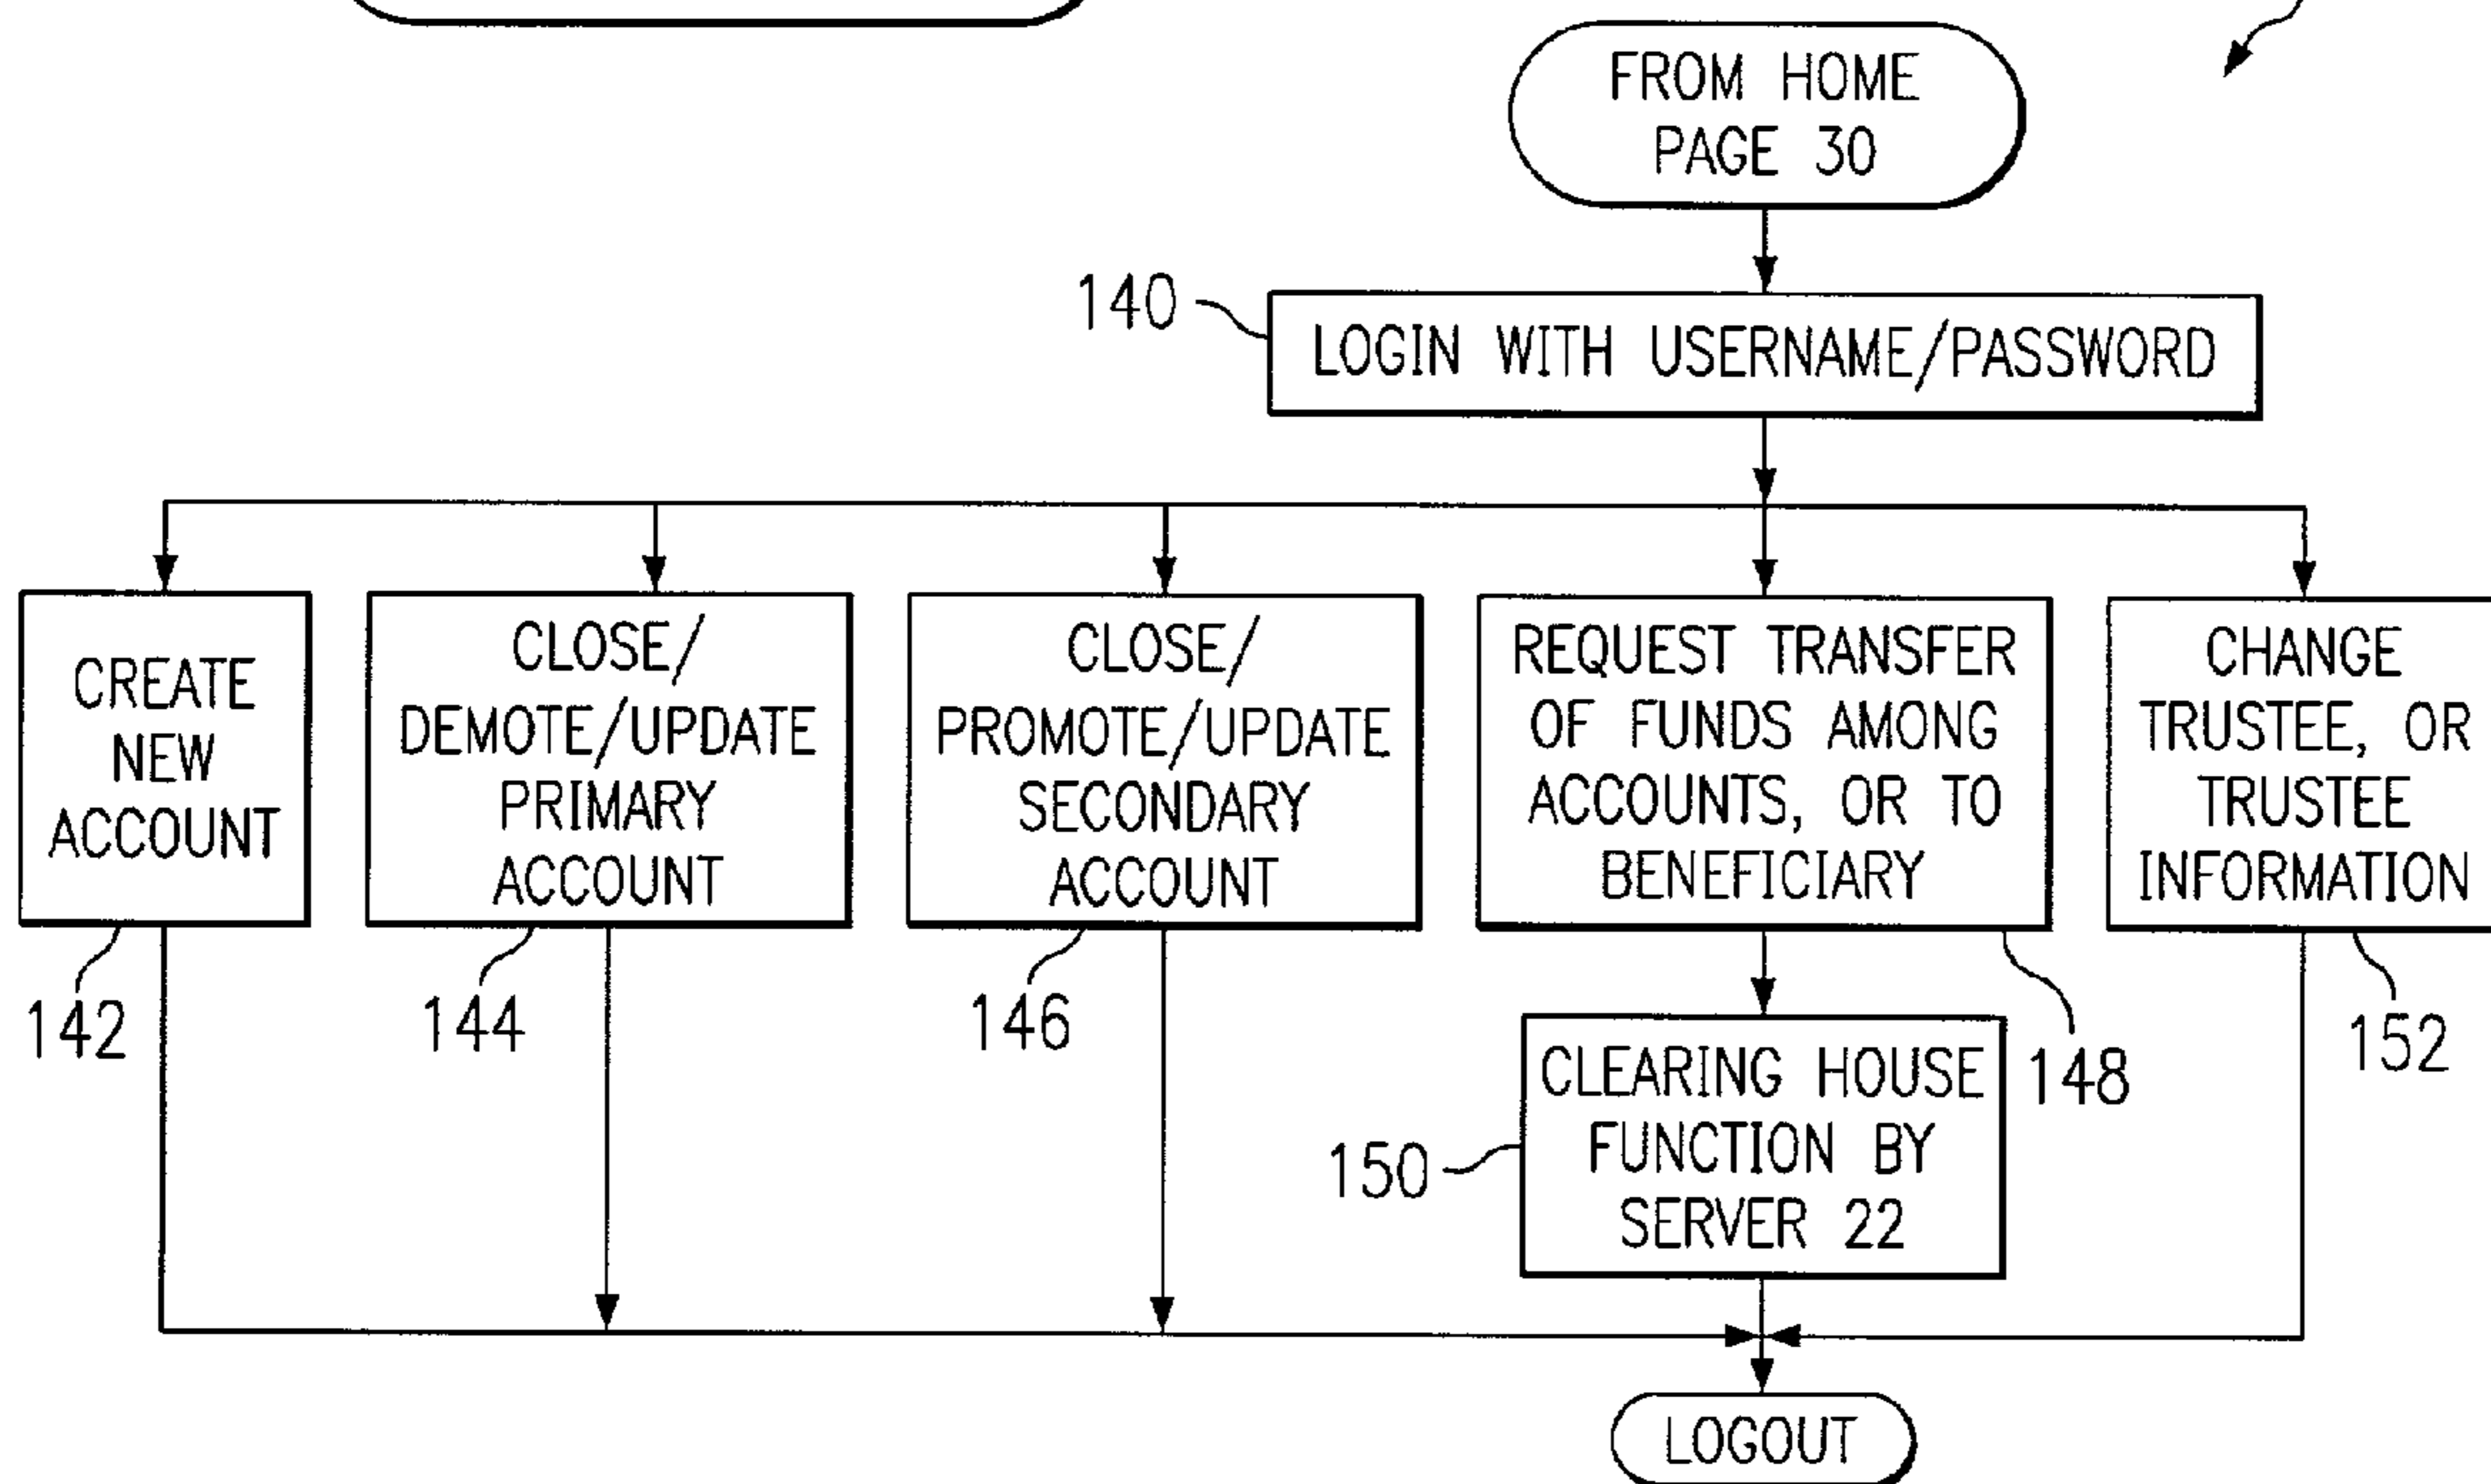 FROM HOME
PAGE 30
140
LOGIN WITH USERNAME/PASSWORD
CREATE
NEW
ACCOUNT
CLOSE/
DEMOTE/UPDATE
PRIMARY
ACCOUNT
CLOSE/
PROMOTE/UPDATE
SECONDARY
ACCOUNT
REQUEST TRANSFER
OF FUNDS AMONG
ACCOUNTS, OR TO
BENEFICIARY
CHANGE
TRUSTEE, OR
TRUSTEE
INFORMATION
142
144
146
148
152
150
CLEARING HOUSE
FUNCTION BY
SERVER 22
LOGOUT